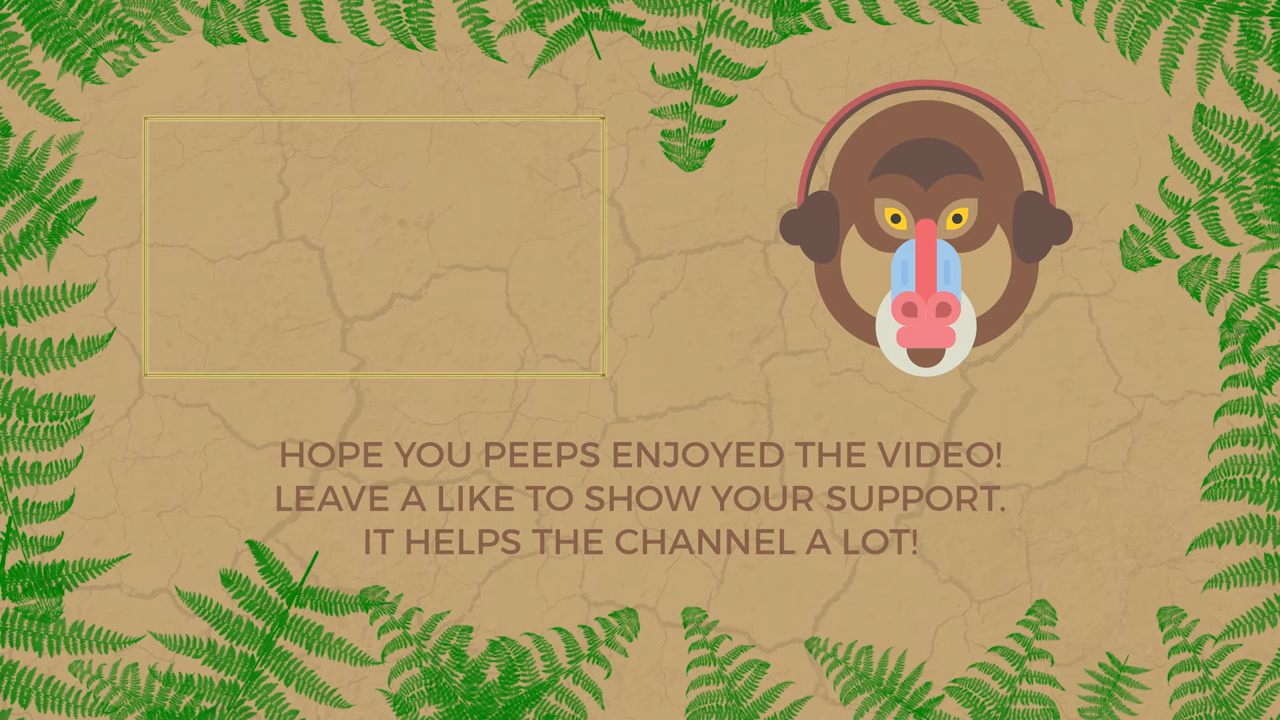 HOPE YOU PEEPS ENJOYED THE VIDEO!
LEAVE A LIKE TO SHOW YOUR SUPPORT.
IT HELPS THE CHANNEL A LOT!